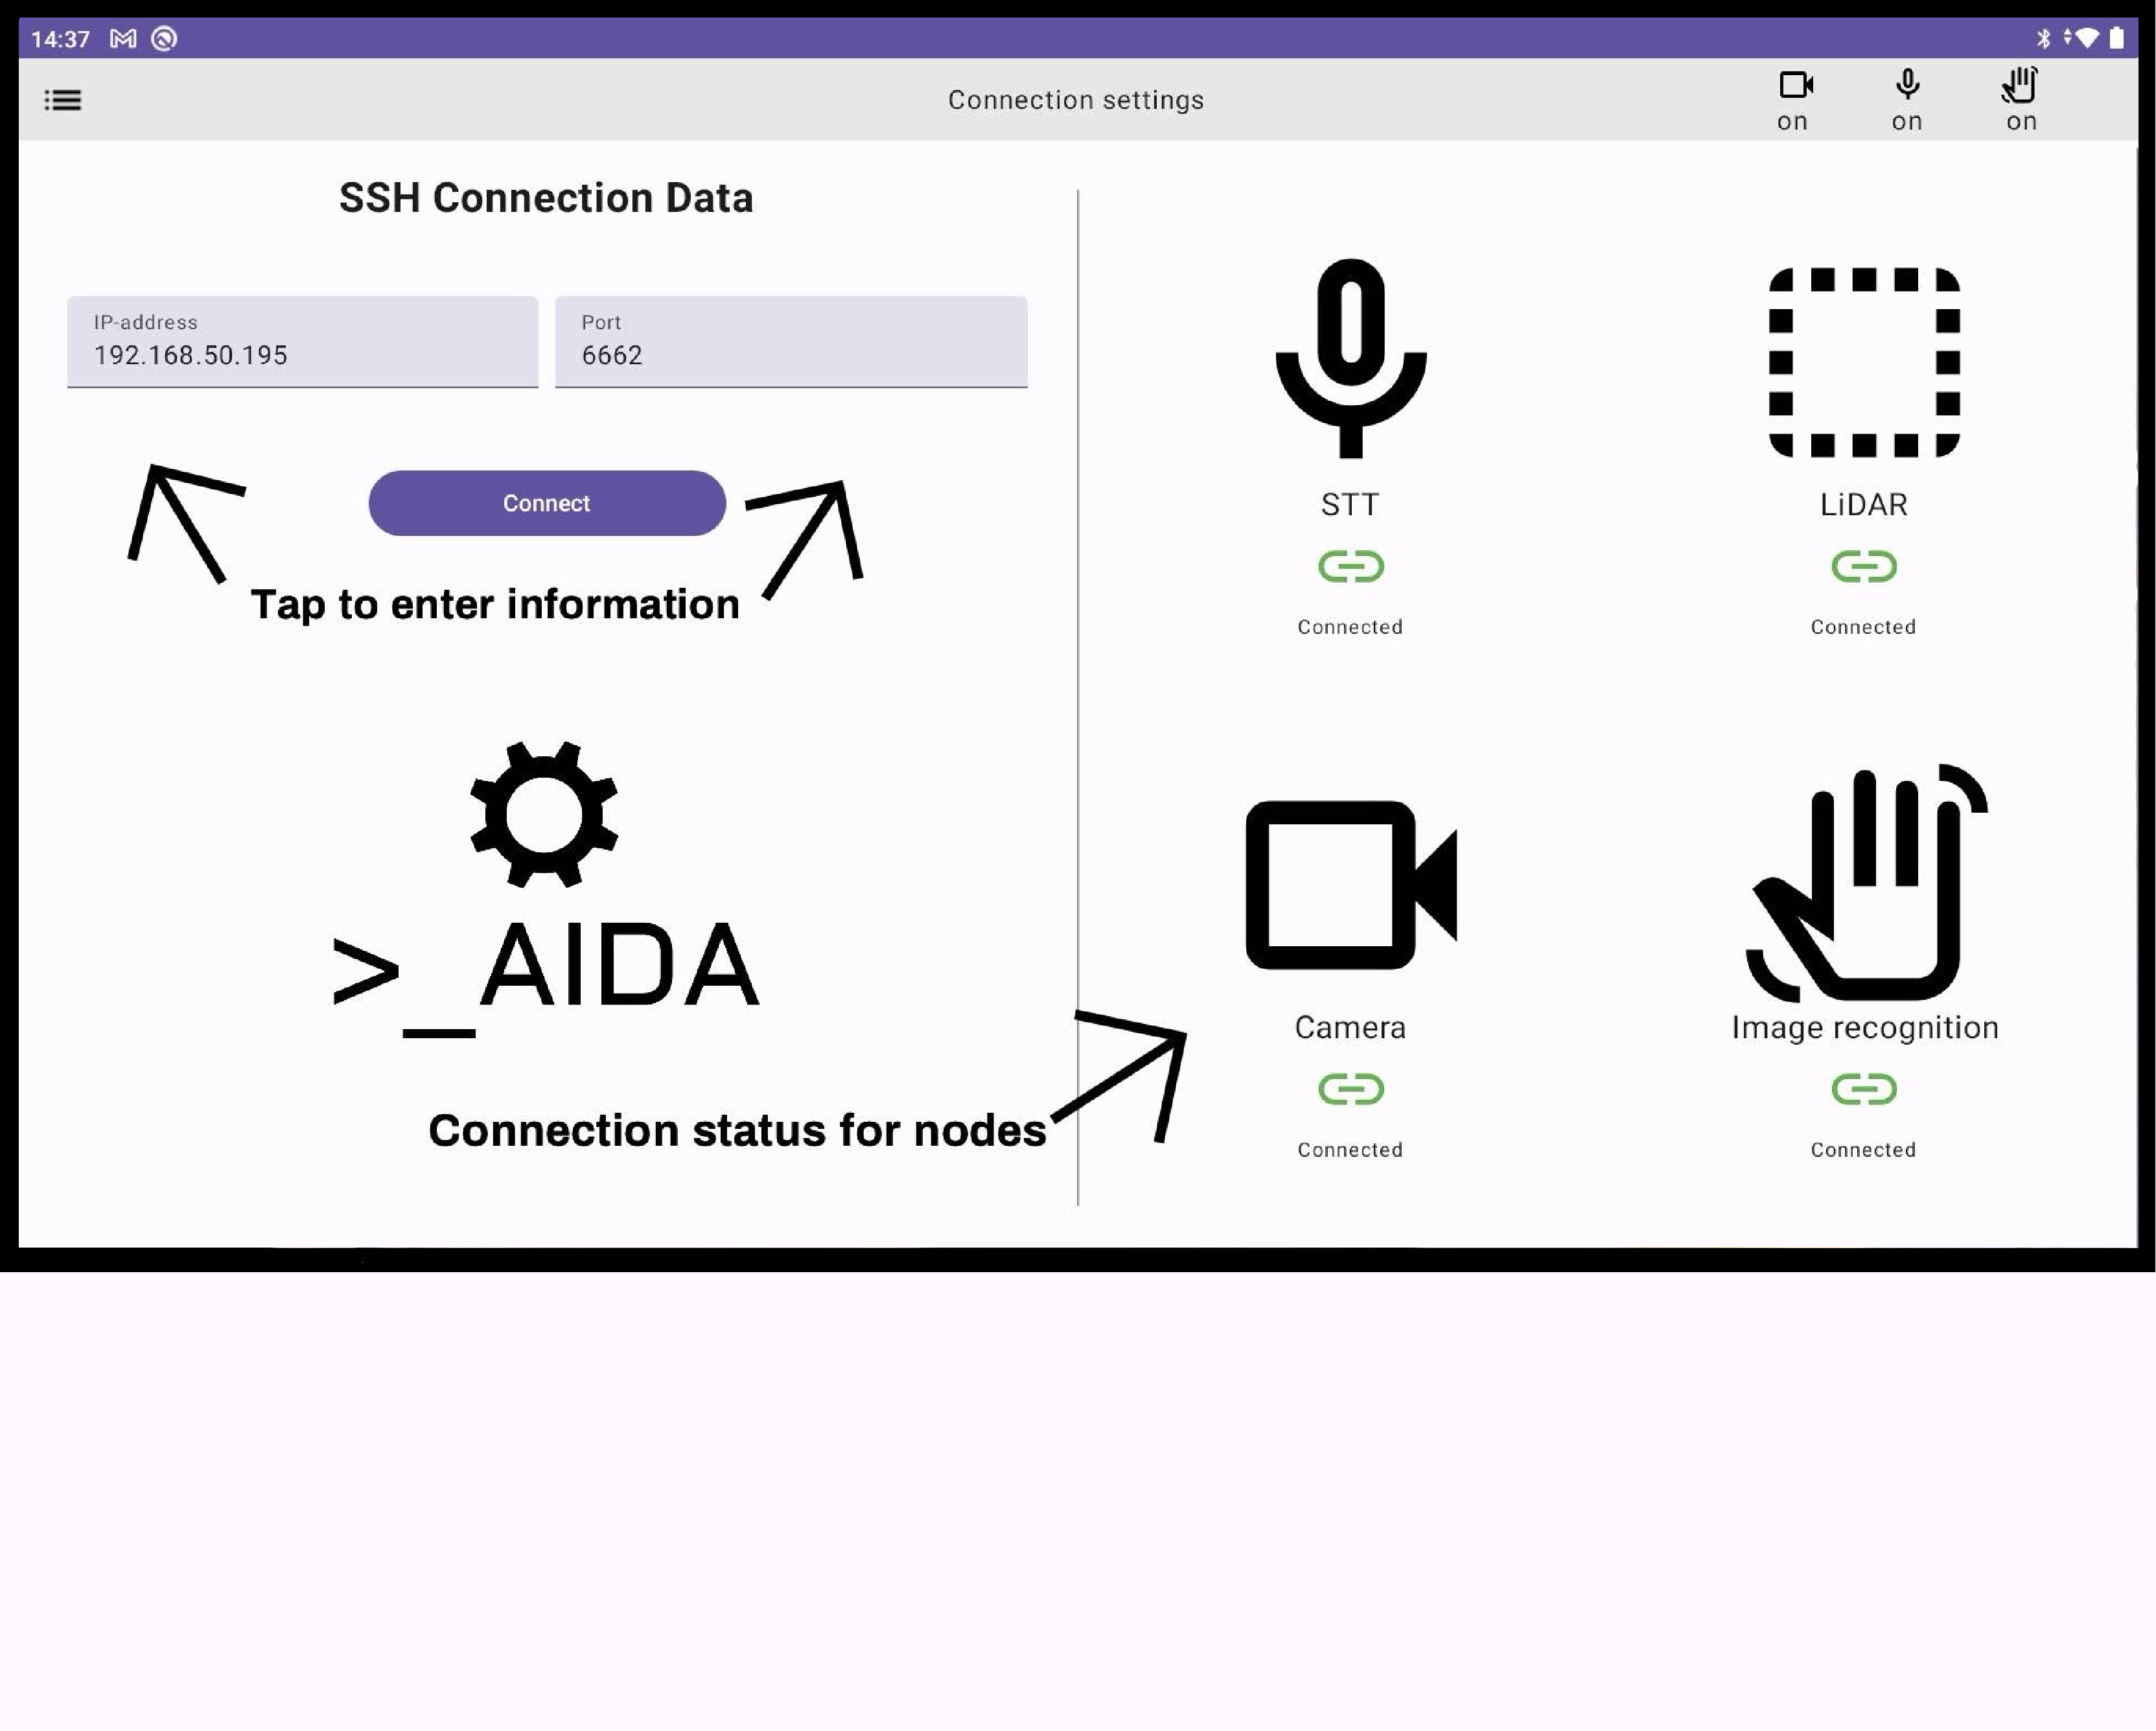 14:37
Connection settings
on
on
on
SSH Connection Data
IP-address
192.168.50.195
Port
6662
Connect
Tap to enter information
>_AIDA
Connection status for nodes
STT
Connected
LiDAR
Connected
Camera
Connected
Image recognition
Connected